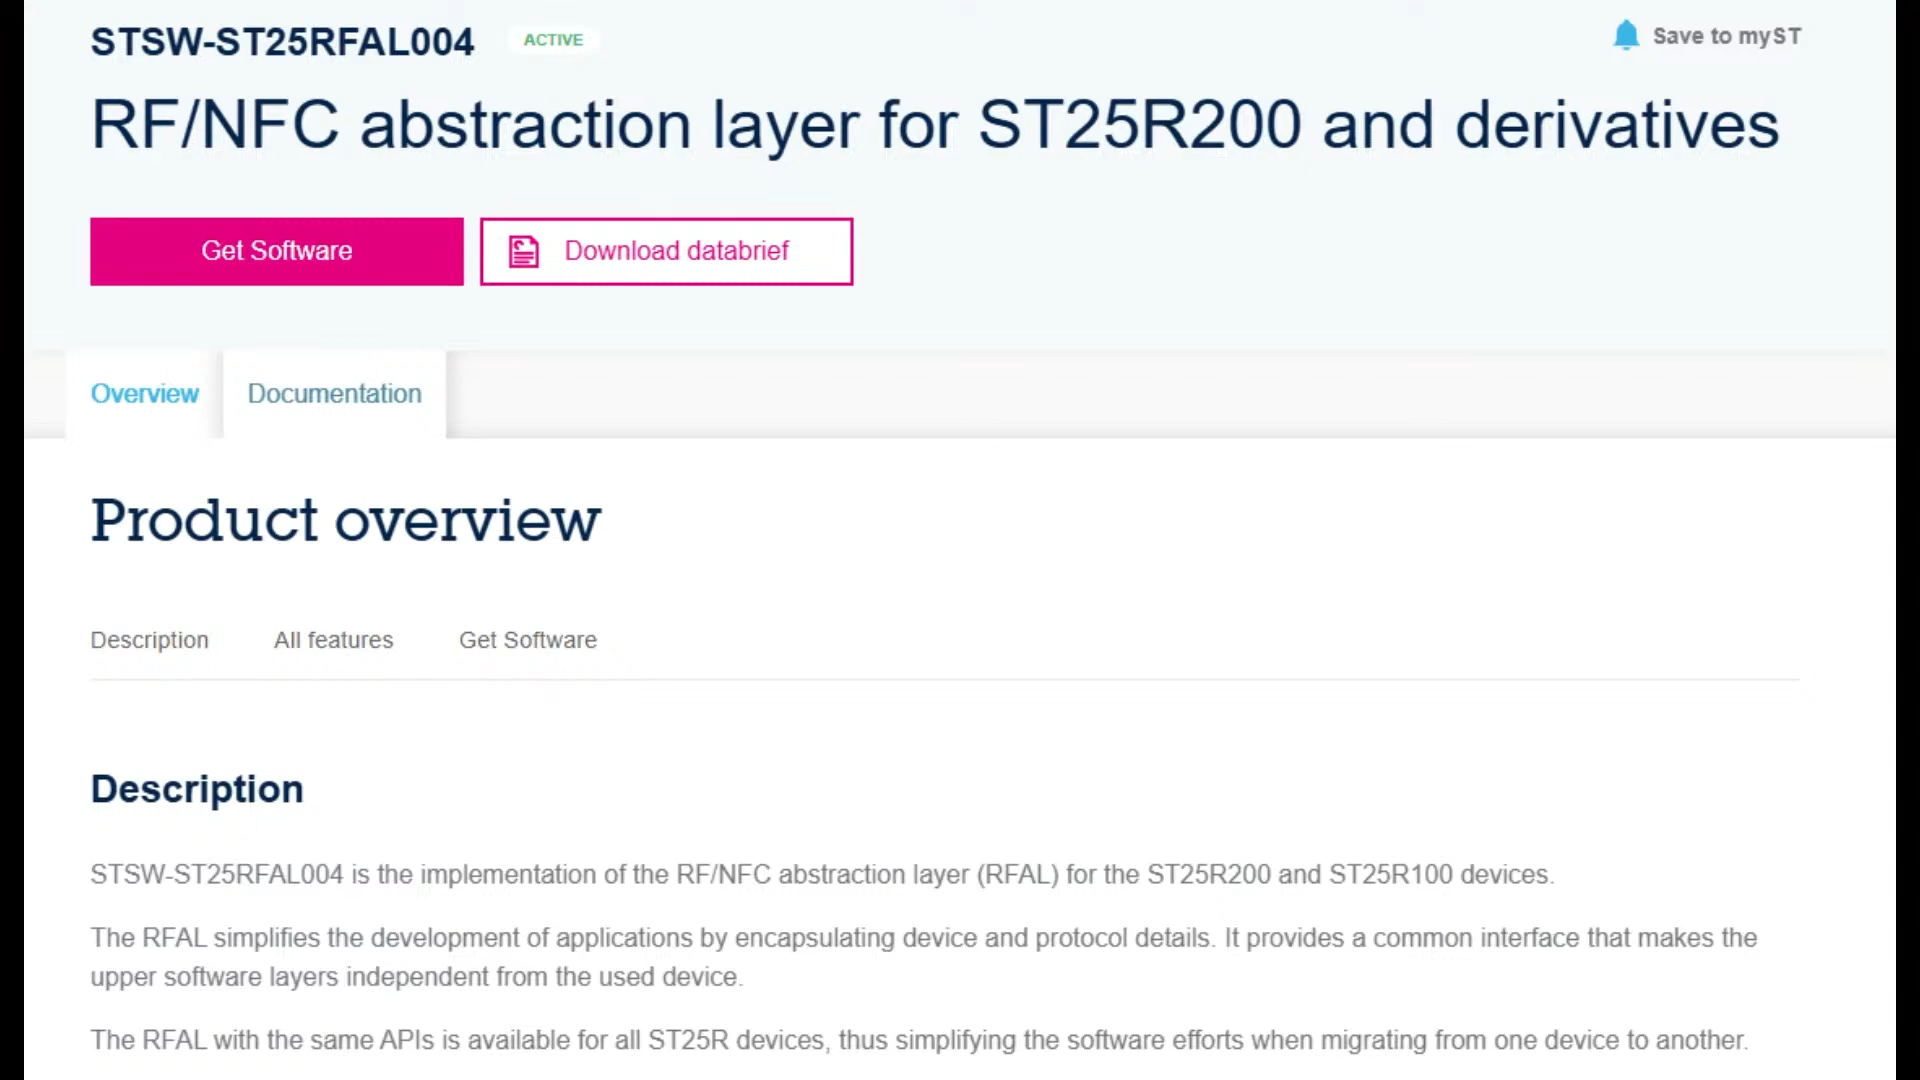 STSW-ST25RFAL004 ACTIVE Save to myST
RF/NFC abstraction layer for ST25R200 and derivatives
Get Software Download databrief
Overview Documentation
Product overview
Description All features Get Software
Description
STSW-ST25RFAL004 is the implementation of the RF/NFC abstraction layer (RFAL) for the ST25R200 and ST25R100 devices.
The RFAL simplifies the development of applications by encapsulating device and protocol details. It provides a common interface that makes the
upper software layers independent from the used device.
The RFAL with the same APIs is available for all ST25R devices, thus simplifying the software efforts when migrating from one device to another.